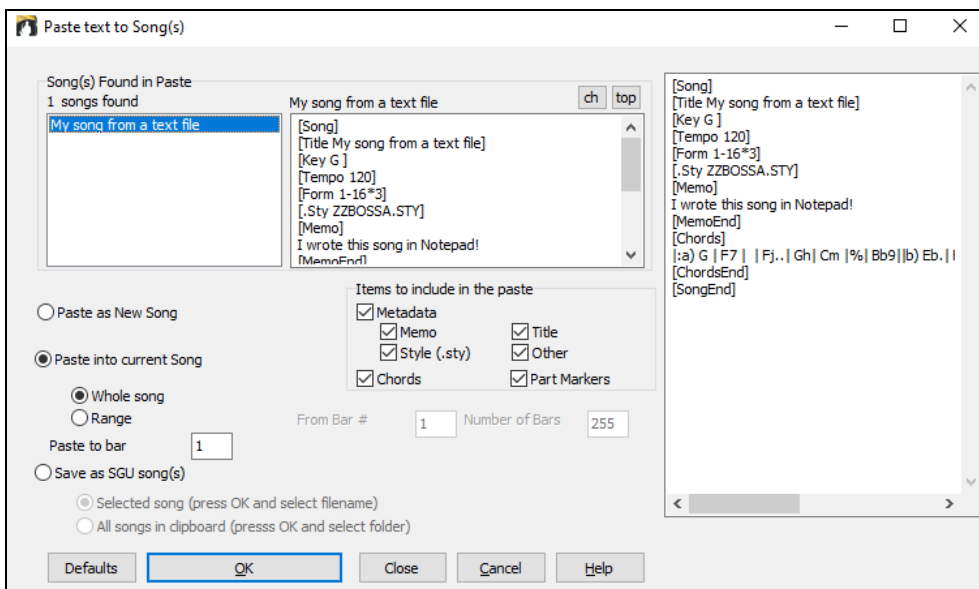 Paste text to Song(s)
Song(s) Found in Paste
1 songs found
My song from a text file
ch
top
My song from a text file
[Song]
[Title My song from a text file]
[Key G ]
[Tempo 120]
[Form 1-16*3]
[.Sty ZZBOSSA.STY]
[Memo]
I wrote this song in Notepad!
[MemoEnd]
[Song]
[Title My song from a text file]
[Key G ]
[Tempo 120]
[Form 1-16*3]
[.Sty ZZBOSSA.STY]
[Memo]
I wrote this song in Notepad!
[MemoEnd]
[Chords]
|:a) G | F7 | | Fj..| Gh| Cm |%| Bb9||b) Eb.|
[ChordsEnd]
[SongEnd]
Paste as New Song
Paste into current Song
Whole song
Range
Paste to bar 1
Items to include in the paste
Metadata
Memo Title
Style (.sty) Other
Chords Part Markers
From Bar # 1 Number of Bars 255
Save as SGU song(s)
Selected song (press OK and select filename)
All songs in clipboard (presss OK and select folder)
Defaults OK Close Cancel Help